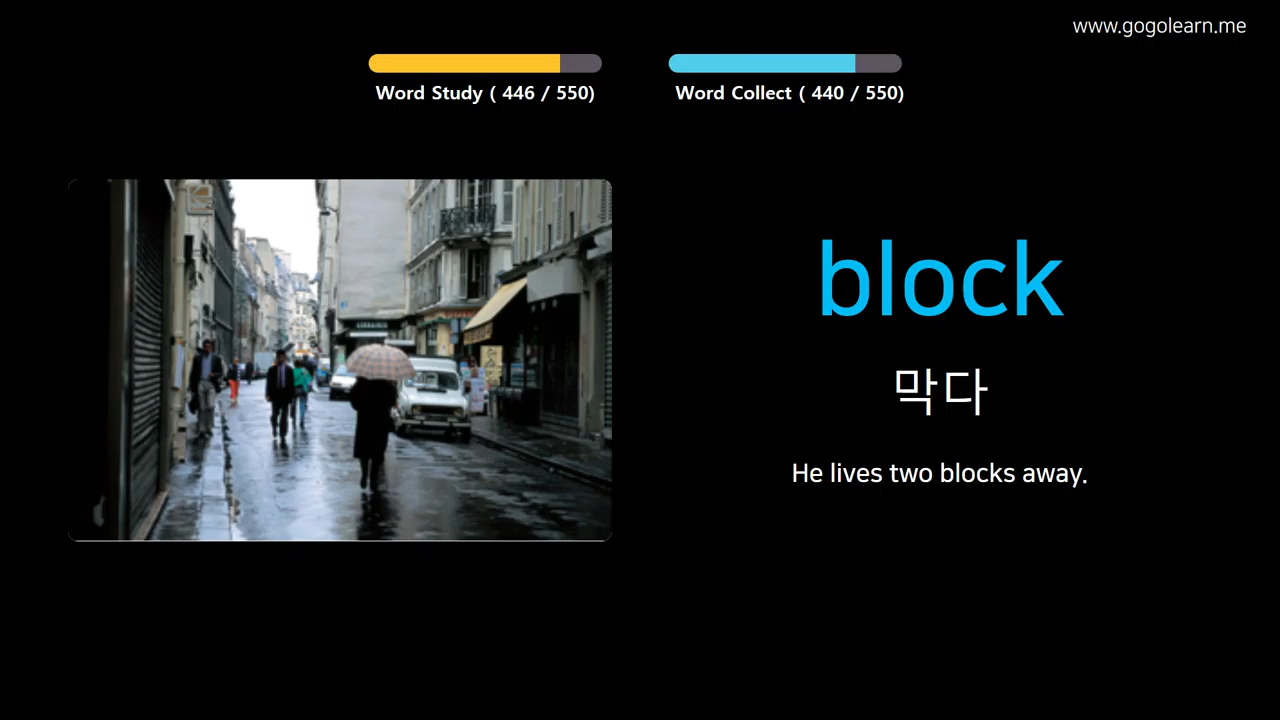 www.gogolearn.me
Word Study ( 446 / 550)
Word Collect ( 440 / 550)
block
막다
He lives two blocks away.